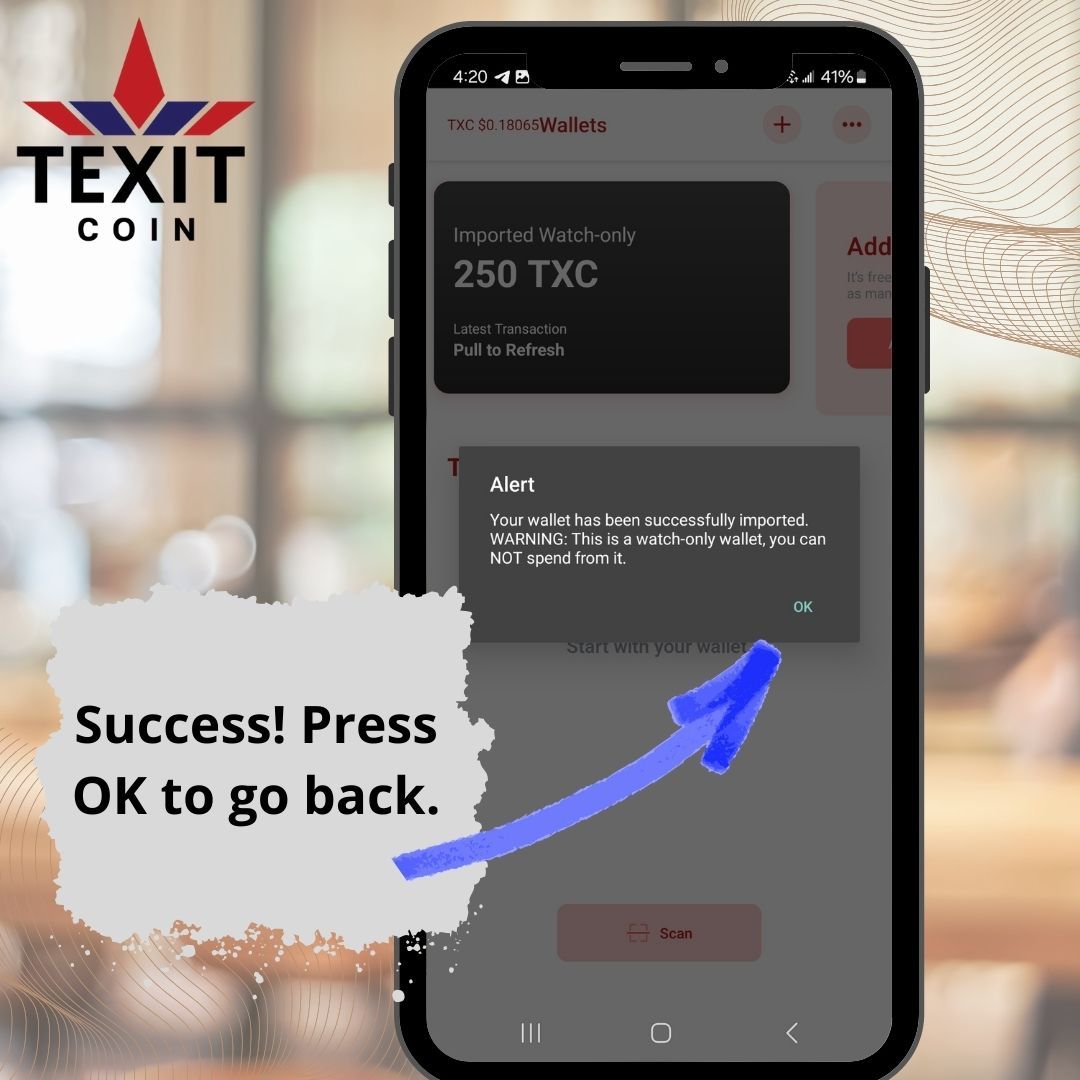 TEXIT
COIN
4:20
41%
TXC $0.18065Wallets
Imported Watch-only
250 TXC
Latest Transaction
Pull to Refresh
Add
It's free
as man
T
Alert
Your wallet has been successfully imported.
WARNING: This is a watch-only wallet, you can
NOT spend from it.
OK
Start with your wallet
Success! Press
OK to go back.
Scan